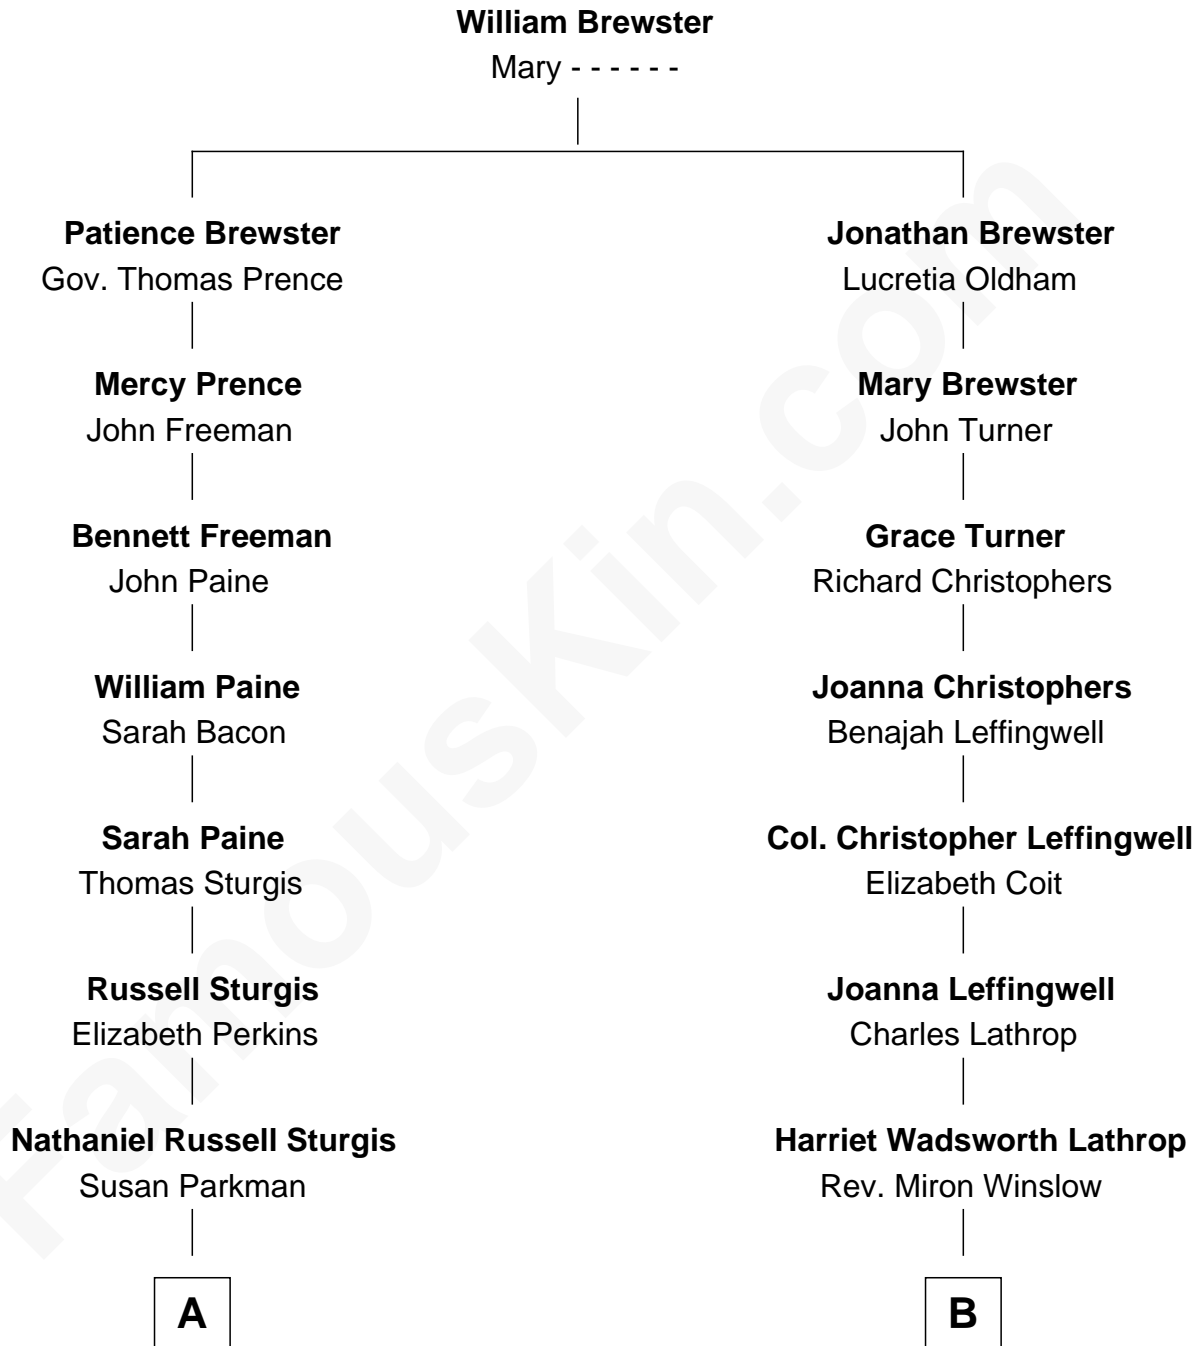 William Brewster
Mary - - - - - -
Patience Brewster
Gov. Thomas Prence
Jonathan Brewster
Lucretia Oldham
Mercy Prence
John Freeman
Mary Brewster
John Turner
Bennett Freeman
John Paine
Grace Turner
Richard Christophers
William Paine
Sarah Bacon
Joanna Christophers
Benajah Leffingwell
Sarah Paine
Thomas Sturgis
Col. Christopher Leffingwell
Elizabeth Coit
Russell Sturgis
Elizabeth Perkins
Joanna Leffingwell
Charles Lathrop
Nathaniel Russell Sturgis
Susan Parkman
Harriet Wadsworth Lathrop
Rev. Miron Winslow
A
B
FamousKin.com